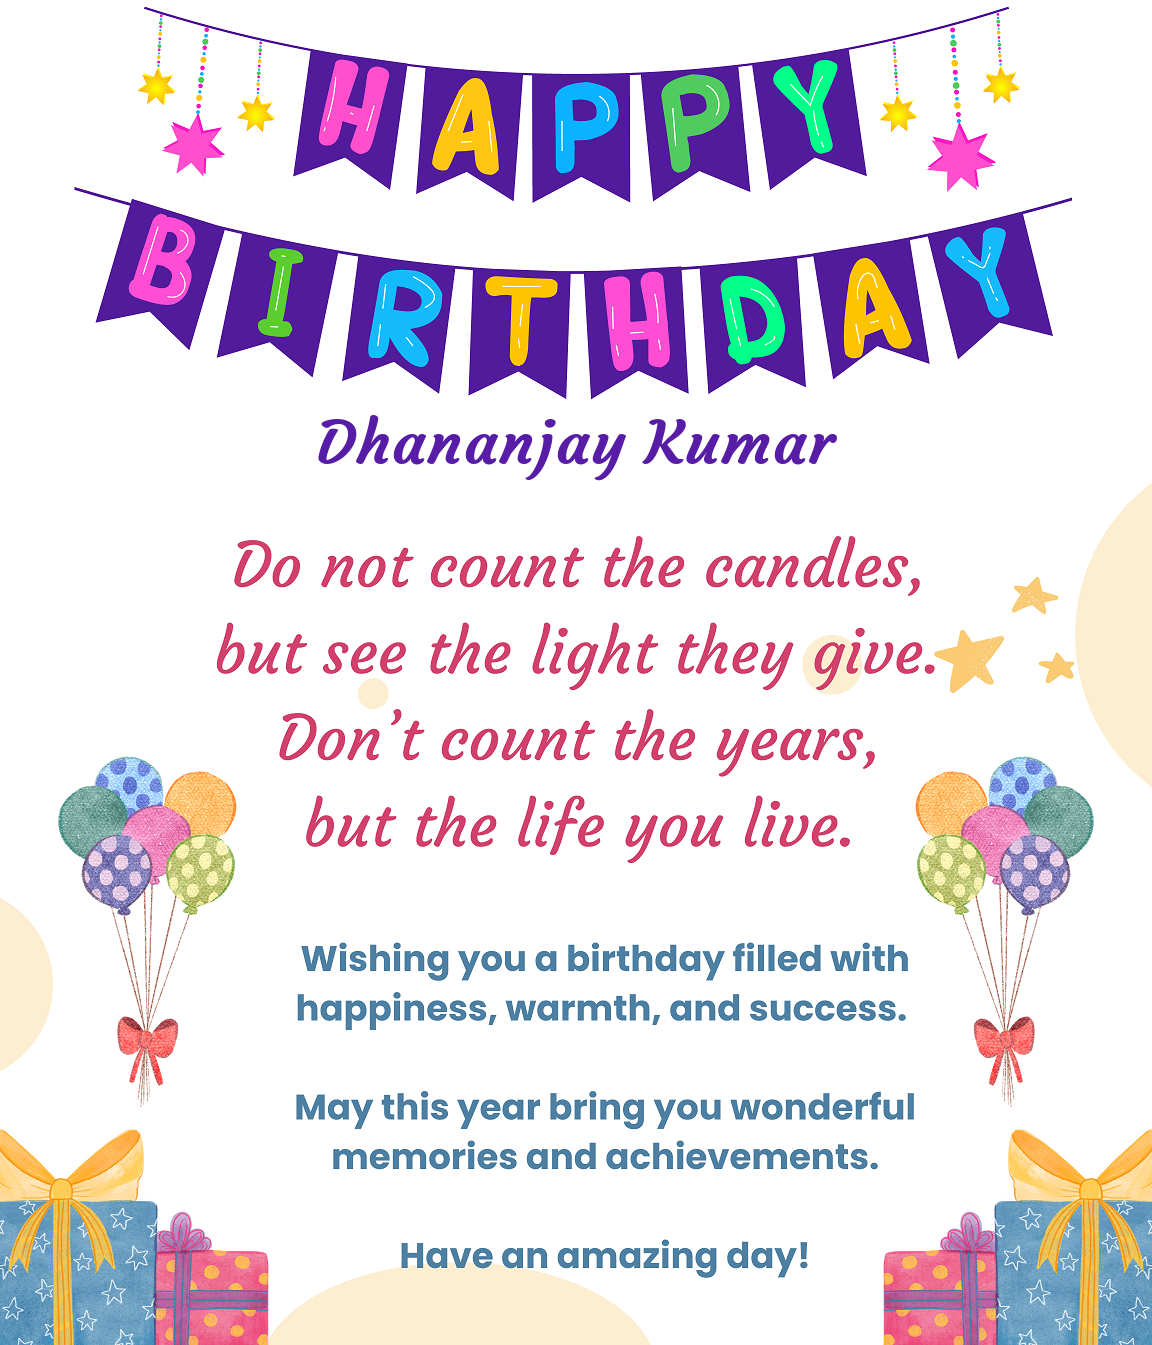 HAPPY
BIRTHDAY
Dhananjay Kumar
Do not count the candles,
but see the light they give.
Don’t count the years,
but the life you live.
Wishing you a birthday filled with
happiness, warmth, and success.
May this year bring you wonderful
memories and achievements.
Have an amazing day!